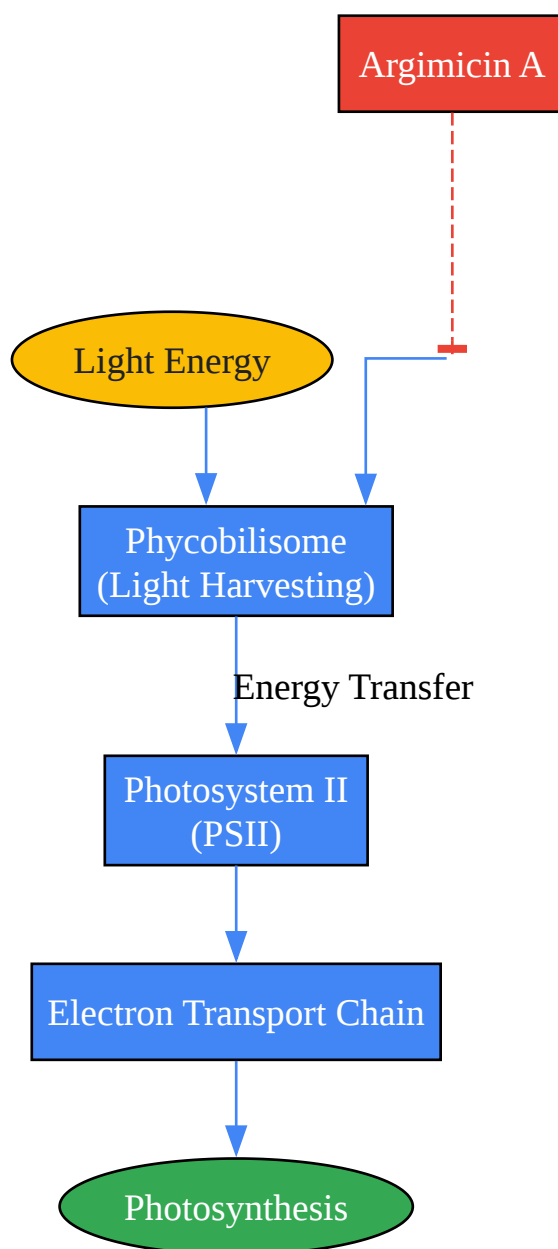 Argimicin A
Light Energy
Phycobilisome
(Light Harvesting)
Energy Transfer
Photosystem II
(PSII)
Electron Transport Chain
Photosynthesis